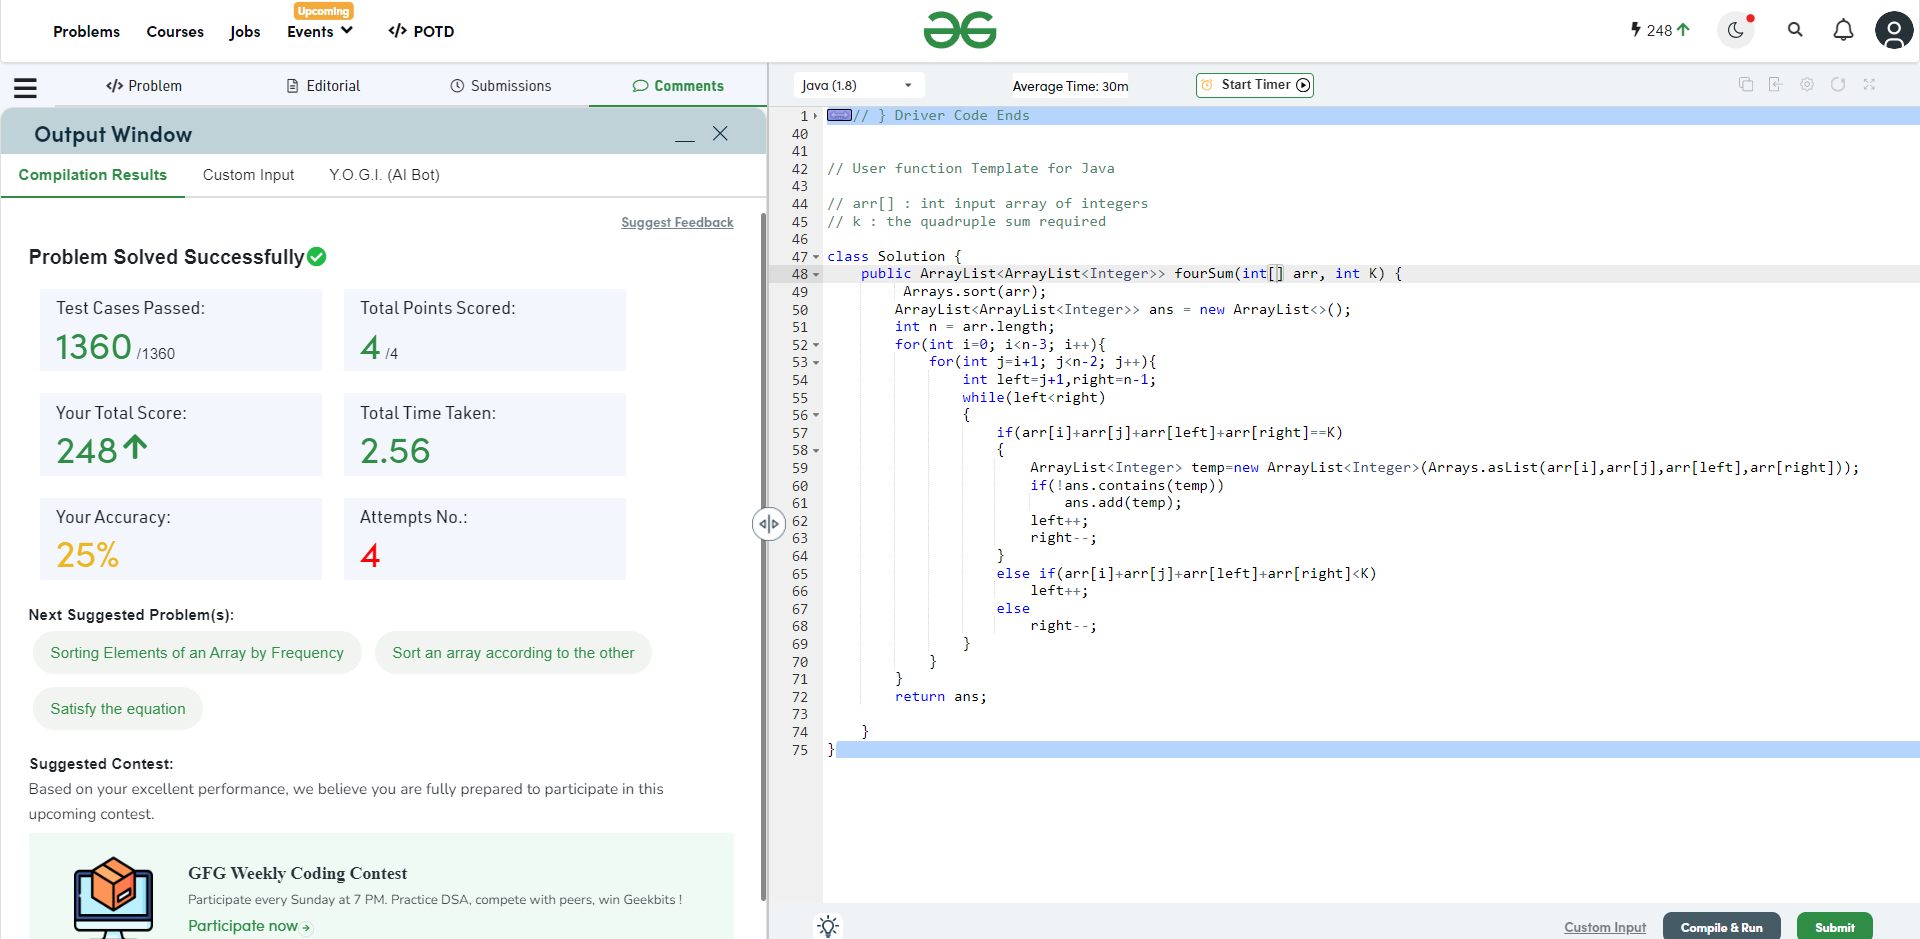 Problems Courses Jobs Upcoming Events </> POTD
248
Problem Editorial Submissions Comments
Output Window
Compilation Results Custom Input Y.O.G.I. (AI Bot)
Suggest Feedback
Problem Solved Successfully
Test Cases Passed: Total Points Scored:
1360 /1360 4 /4
Your Total Score: Total Time Taken:
248 2.56
Your Accuracy: Attempts No.:
25% 4
Next Suggested Problem(s):
Sorting Elements of an Array by Frequency Sort an array according to the other
Satisfy the equation
Suggested Contest:
Based on your excellent performance, we believe you are fully prepared to participate in this
upcoming contest.
GFG Weekly Coding Contest
Participate every Sunday at 7 PM. Practice DSA, compete with peers, win Geekbits !
Participate now
Java (1.8) Average Time: 30m Start Timer
1 // } Driver Code Ends
40
41
42 // User function Template for Java
43
44 // arr[] : int input array of integers
45 // k : the quadruple sum required
46
47 class Solution {
48 public ArrayList<ArrayList<Integer>> fourSum(int[] arr, int K) {
49 Arrays.sort(arr);
50 ArrayList<ArrayList<Integer>> ans = new ArrayList<>();
51 int n = arr.length;
52 for(int i=0; i<n-3; i++){
53 for(int j=i+1; j<n-2; j++){
54 int left=j+1,right=n-1;
55 while(left<right)
56 {
57 if(arr[i]+arr[j]+arr[left]+arr[right]==K)
58 {
59 ArrayList<Integer> temp=new ArrayList<Integer>(Arrays.asList(arr[i],arr[j],arr[left],arr[right]));
60 if(!ans.contains(temp))
61 ans.add(temp);
62 left++;
63 right--;
64 }
65 else if(arr[i]+arr[j]+arr[left]+arr[right]<K)
66 left++;
67 else
68 right--;
69 }
70 }
71 }
72 return ans;
73
74 }
75 }
Custom Input Compile & Run Submit